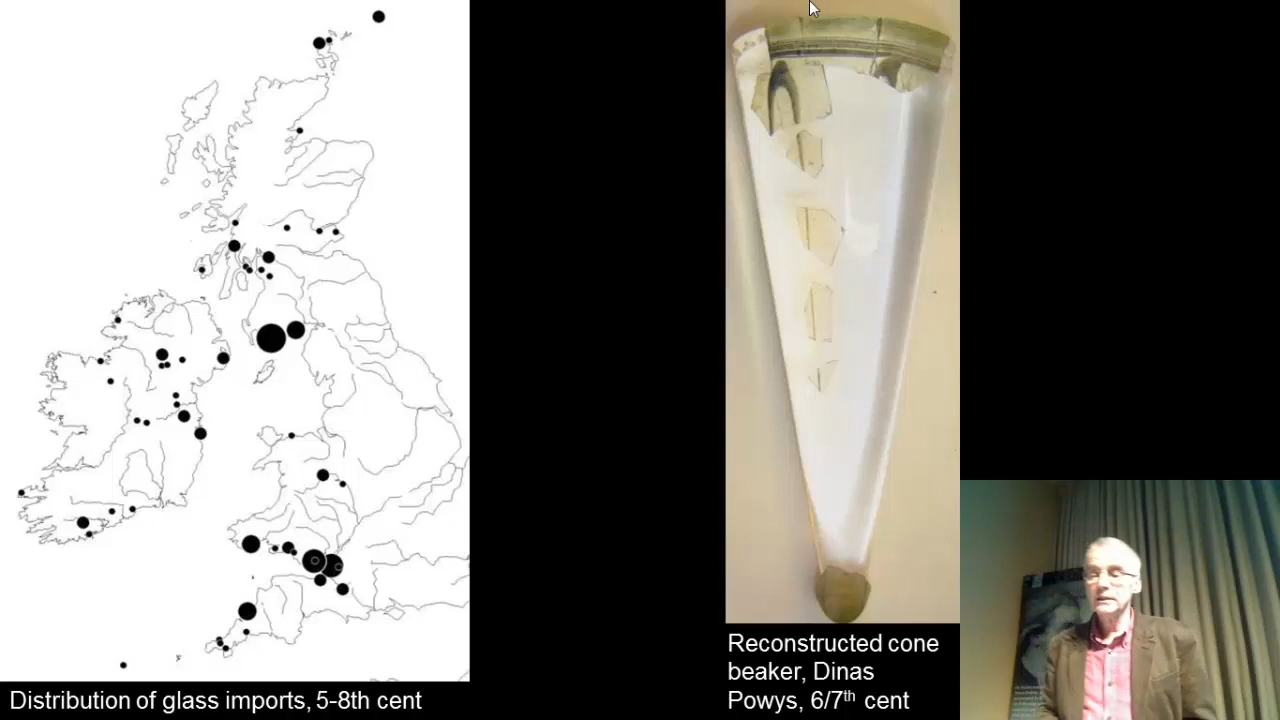 Distribution of glass imports, 5-8th cent
Reconstructed cone
beaker, Dinas
Powys, 6/7th cent